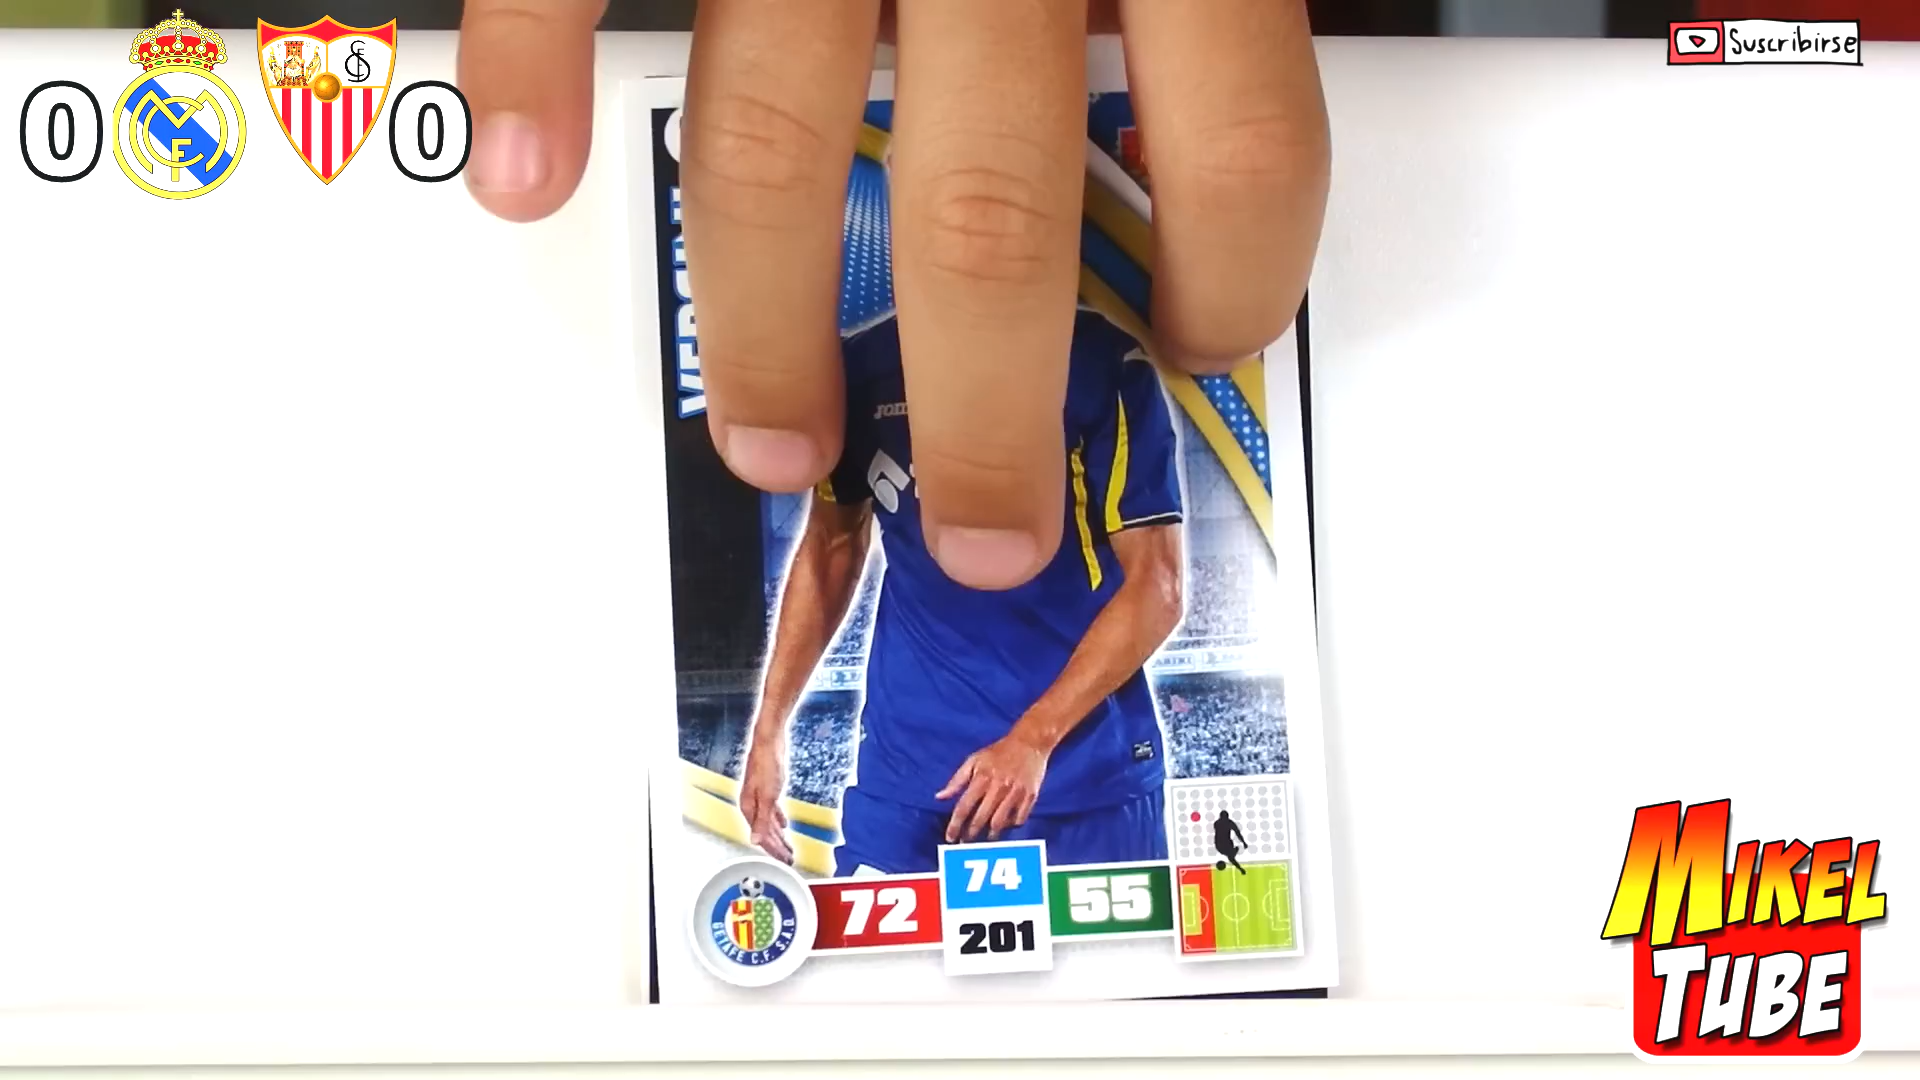 0 0
Suscribirse
72
74
201
55
GETAFE C.F. S.A.D.
MIKEL
TUBE